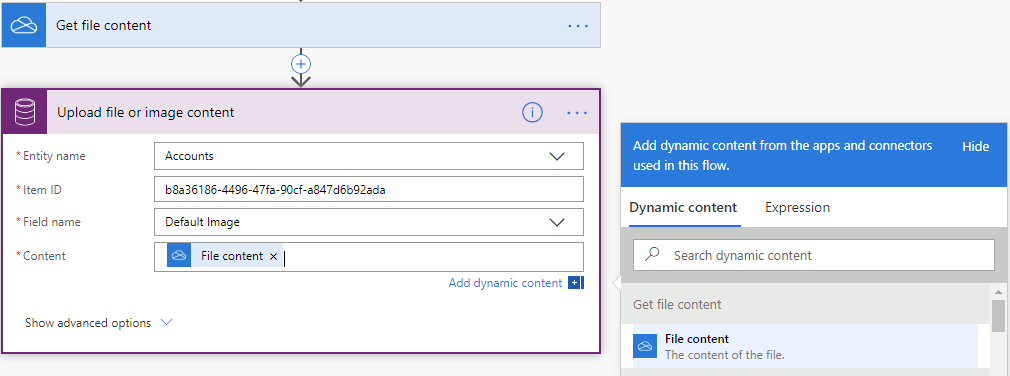 Get file content
Upload file or image content
* Entity name Accounts
* Item ID b8a36186-4496-47fa-90cf-a847d6b92ada
* Field name Default Image
* Content File content ×
Add dynamic content
Show advanced options
Add dynamic content from the apps and connectors used in this flow.
Hide
Dynamic content Expression
Search dynamic content
Get file content
File content
The content of the file.